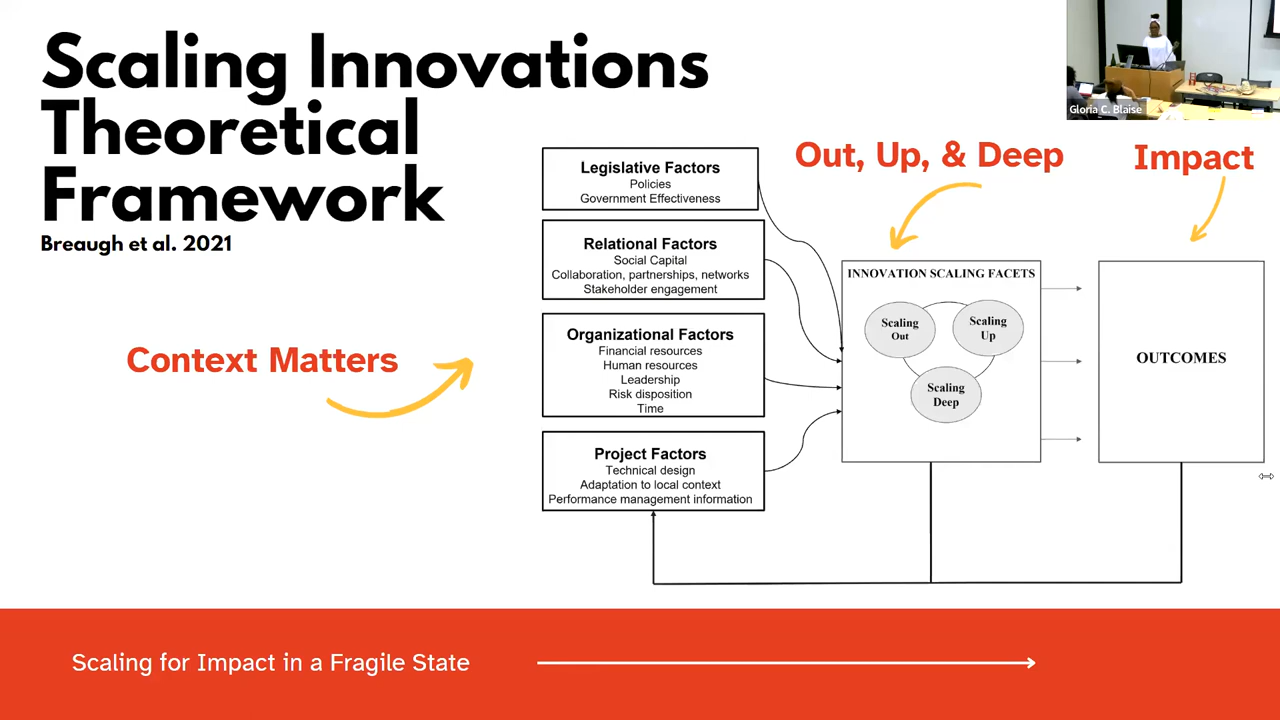 Scaling Innovations
Theoretical
Framework
Breaugh et al. 2021
Gloria C. Blaise
Context Matters
Out, Up, & Deep
Impact
Legislative Factors
Policies
Government Effectiveness
Relational Factors
Social Capital
Collaboration, partnerships, networks
Stakeholder engagement
Organizational Factors
Financial resources
Human resources
Leadership
Risk disposition
Time
Project Factors
Technical design
Adaptation to local context
Performance management information
INNOVATION SCALING FACETS
Scaling
Out
Scaling
Up
Scaling
Deep
OUTCOMES
Scaling for Impact in a Fragile State